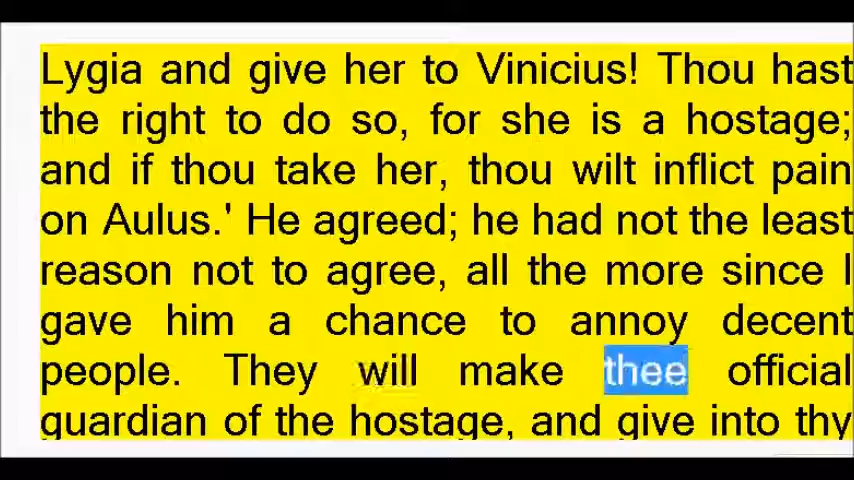 Lygia and give her to Vinicius! Thou hast
the right to do so, for she is a hostage;
and if thou take her, thou wilt inflict pain
on Aulus.' He agreed; he had not the least
reason not to agree, all the more since I
gave him a chance to annoy decent
people. They will make thee official
guardian of the hostage, and give into thy